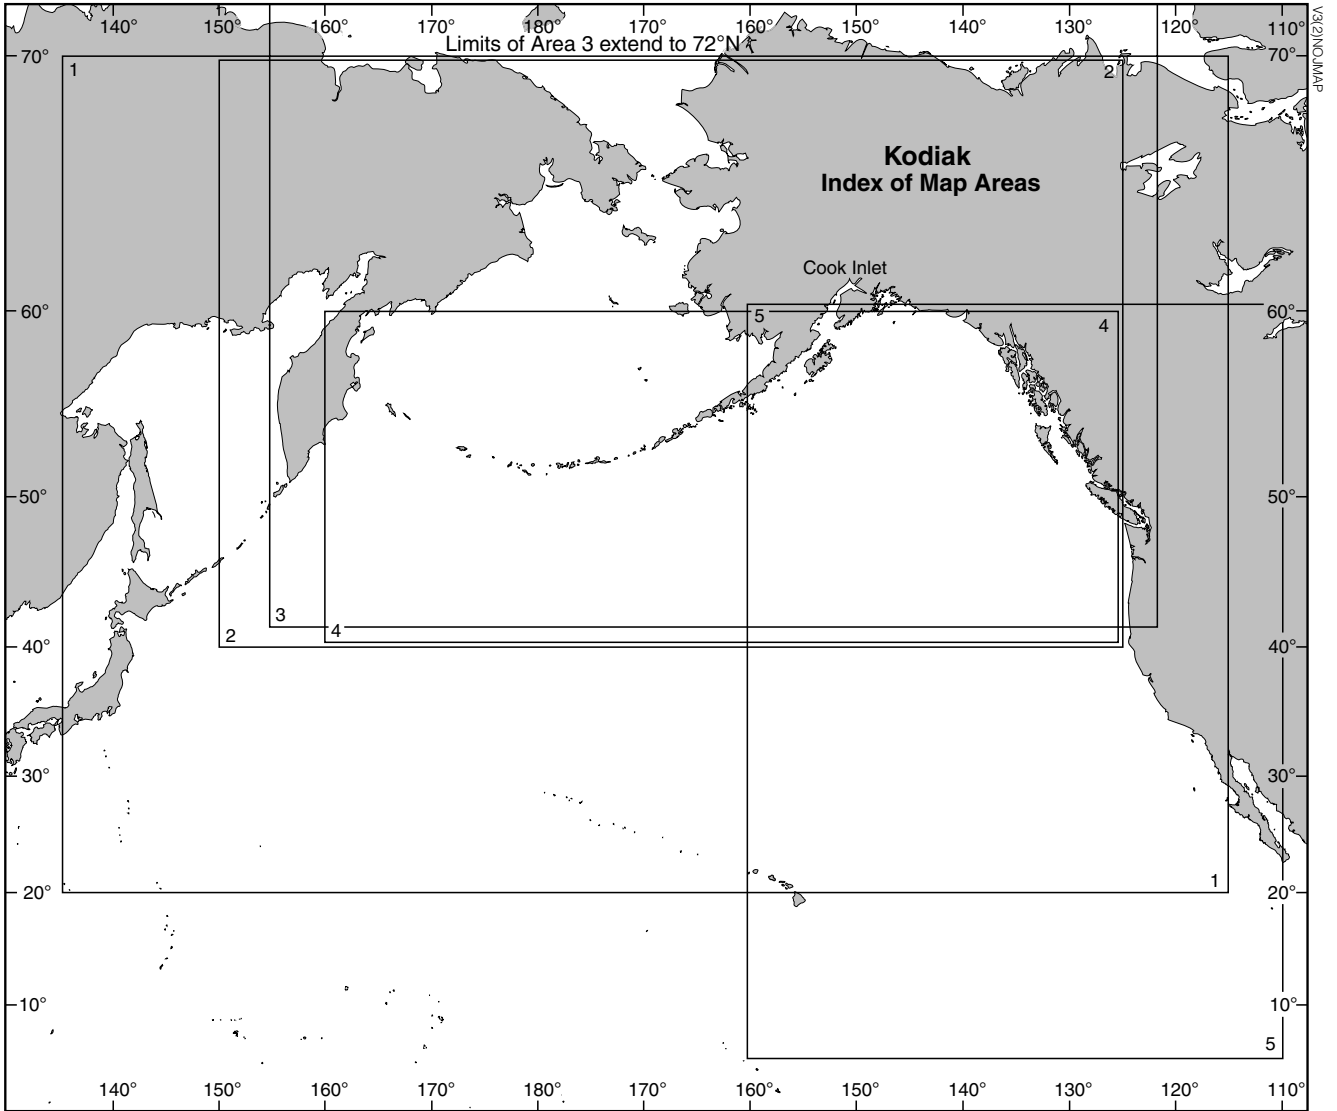 140° 150° 160° 170° 180° 170° 160° 150° 140° 130° 120° 110°
Limits of Area 3 extend to 72°N
V3(2)NOJMAP
70° 70°
1 2
Kodiak
Index of Map Areas
Cook Inlet
60° 60°
5 4
50° 50°
3
4
2
40° 40°
30° 30°
1
20° 20°
10° 10°
5
140° 150° 160° 170° 180° 170° 160° 150° 140° 130° 120° 110°